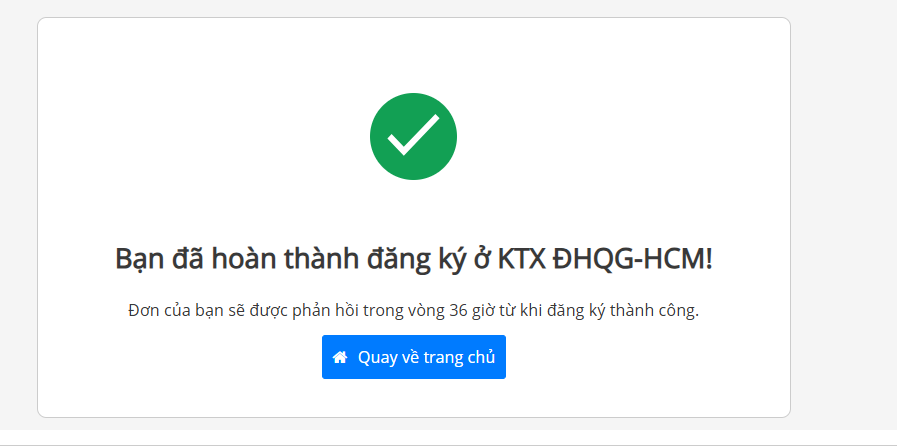 Bạn đã hoàn thành đăng ký ở KTX ĐHQG-HCM!
Đơn của bạn sẽ được phản hồi trong vòng 36 giờ từ khi đăng ký thành công.
Quay về trang chủ